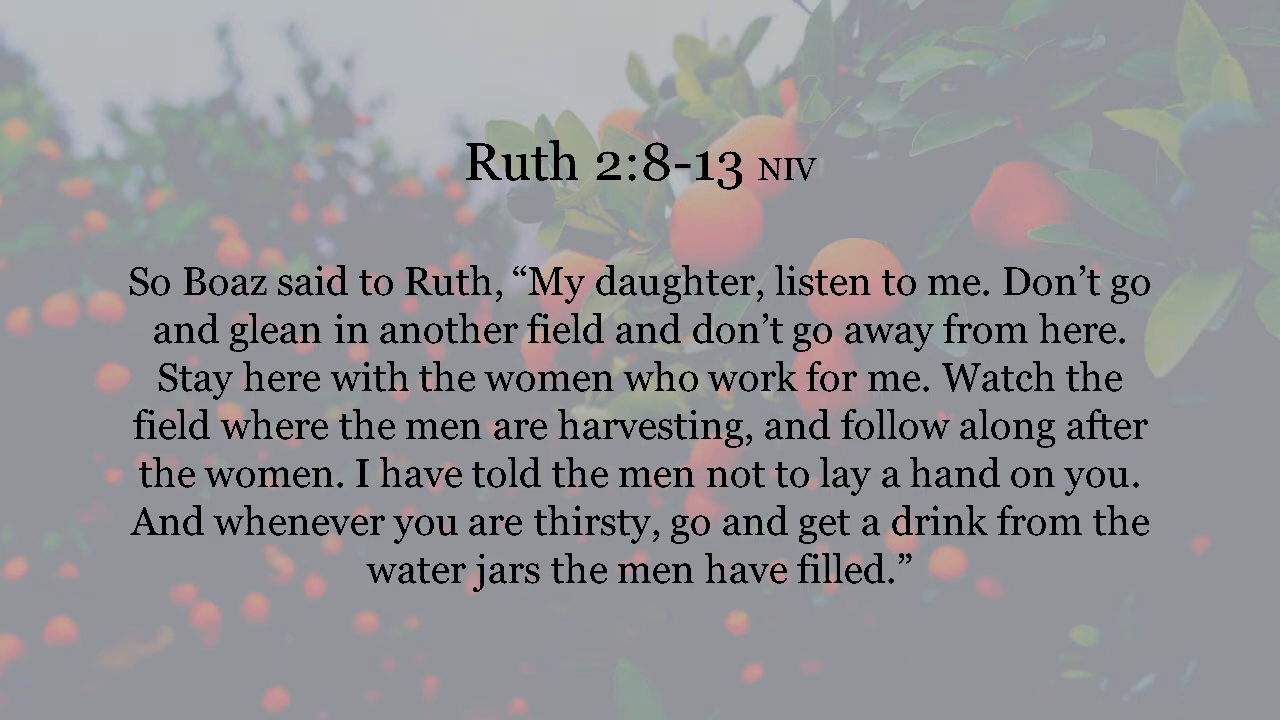 Ruth 2:8-13 NIV
So Boaz said to Ruth, “My daughter, listen to me. Don’t go
and glean in another field and don’t go away from here.
Stay here with the women who work for me. Watch the
field where the men are harvesting, and follow along after
the women. I have told the men not to lay a hand on you.
And whenever you are thirsty, go and get a drink from the
water jars the men have filled.”